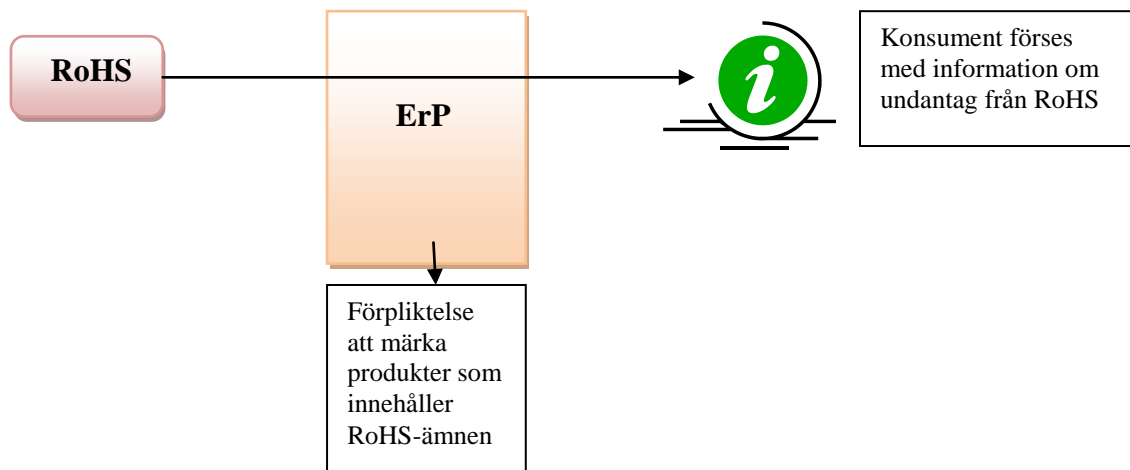 RoHS
ErP
Konsument förses
med information om
undantag från RoHS
Förpliktelse
att märka
produkter som
innehåller
RoHS-ämnen